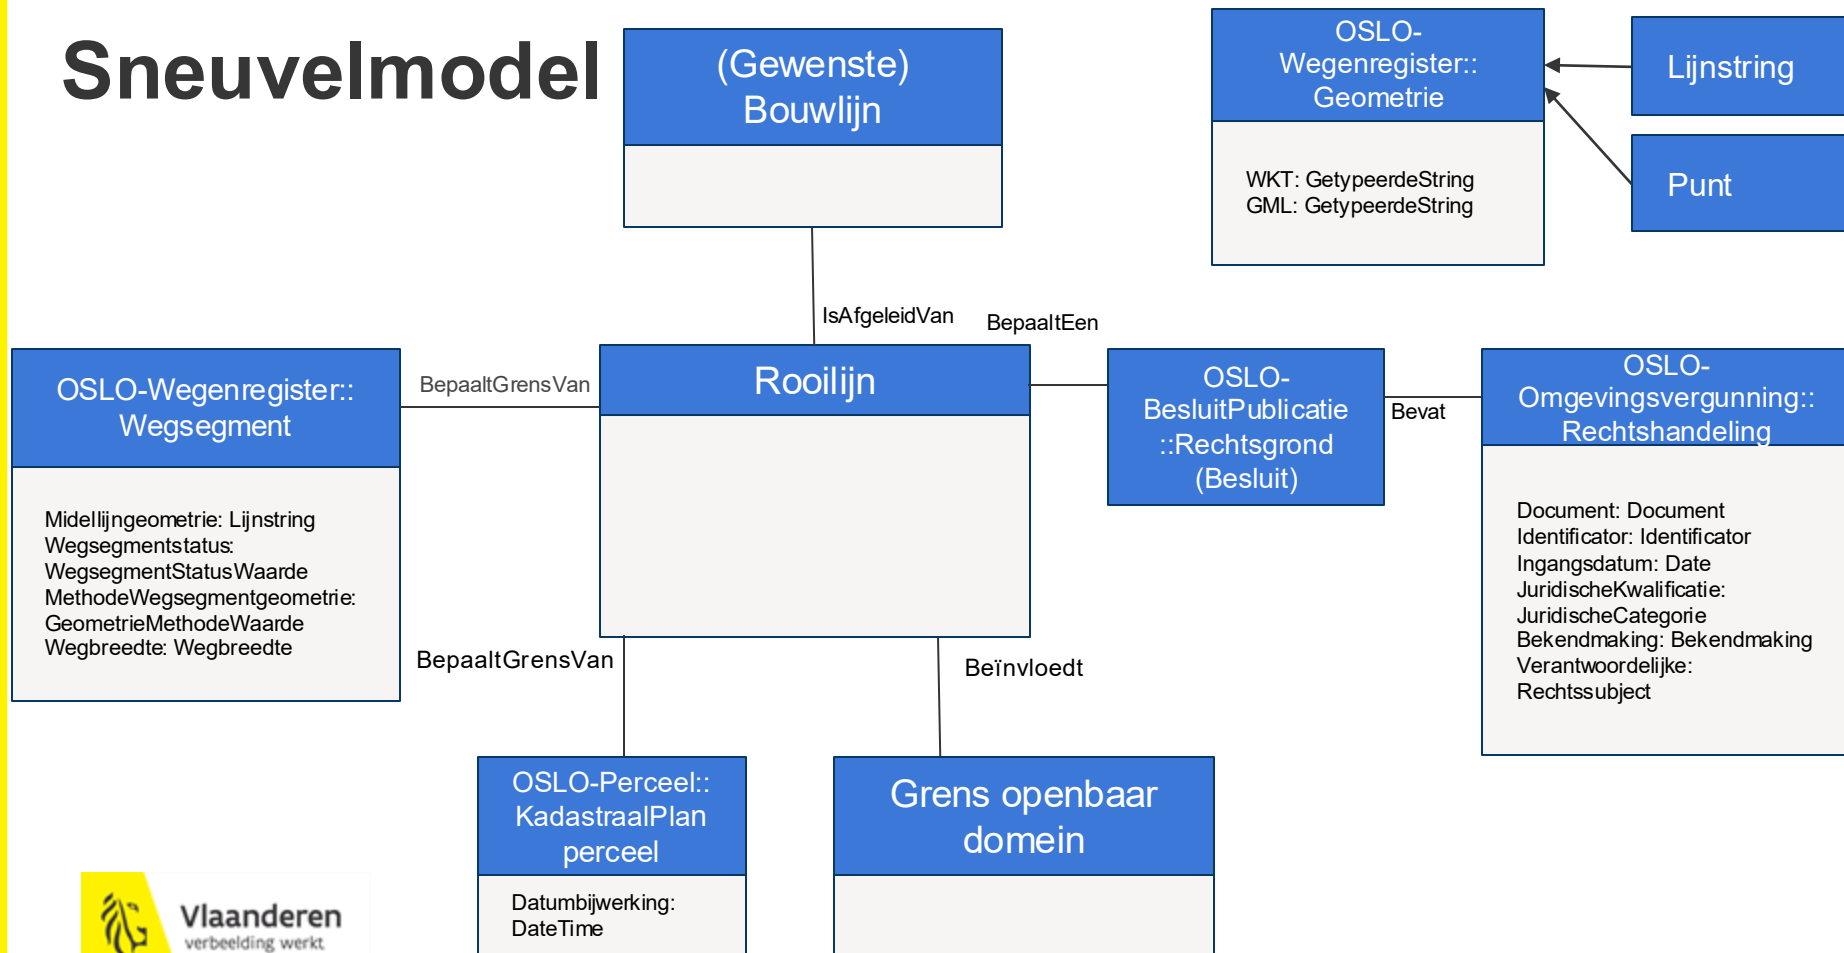 Sneuvelmodel
(Gewenste)
Bouwlijn
OSLO-
Wegenregister::
Geometrie
WKT: GetypeerdeString
GML: GetypeerdeString
Lijnstring
Punt
IsAfgeleidVan
BepaaltEen
OSLO-Wegenregister::
Wegsegment
Midellijngeometrie: Lijnstring
Wegsegmentstatus:
WegsegmentStatusWaarde
MethodeWegsegmentgeometrie:
GeometrieMethodeWaarde
Wegbreedte: Wegbreedte
BepaaltGrensVan
Rooilijn
OSLO-
BesluitPublicatie
::Rechtsgrond
(Besluit)
Bevat
OSLO-
Omgevingsvergunning::
Rechtshandeling
Document: Document
Identificator: Identificator
Ingangsdatum: Date
JuridischeKwalificatie:
JuridischeCategorie
Bekendmaking: Bekendmaking
Verantwoordelijke:
Rechtssubject
BepaaltGrensVan
Beïnvloedt
OSLO-Perceel::
KadastraalPlan
perceel
Datumbijwerking:
DateTime
Grens openbaar
domein
Vlaanderen
verbeelding werkt